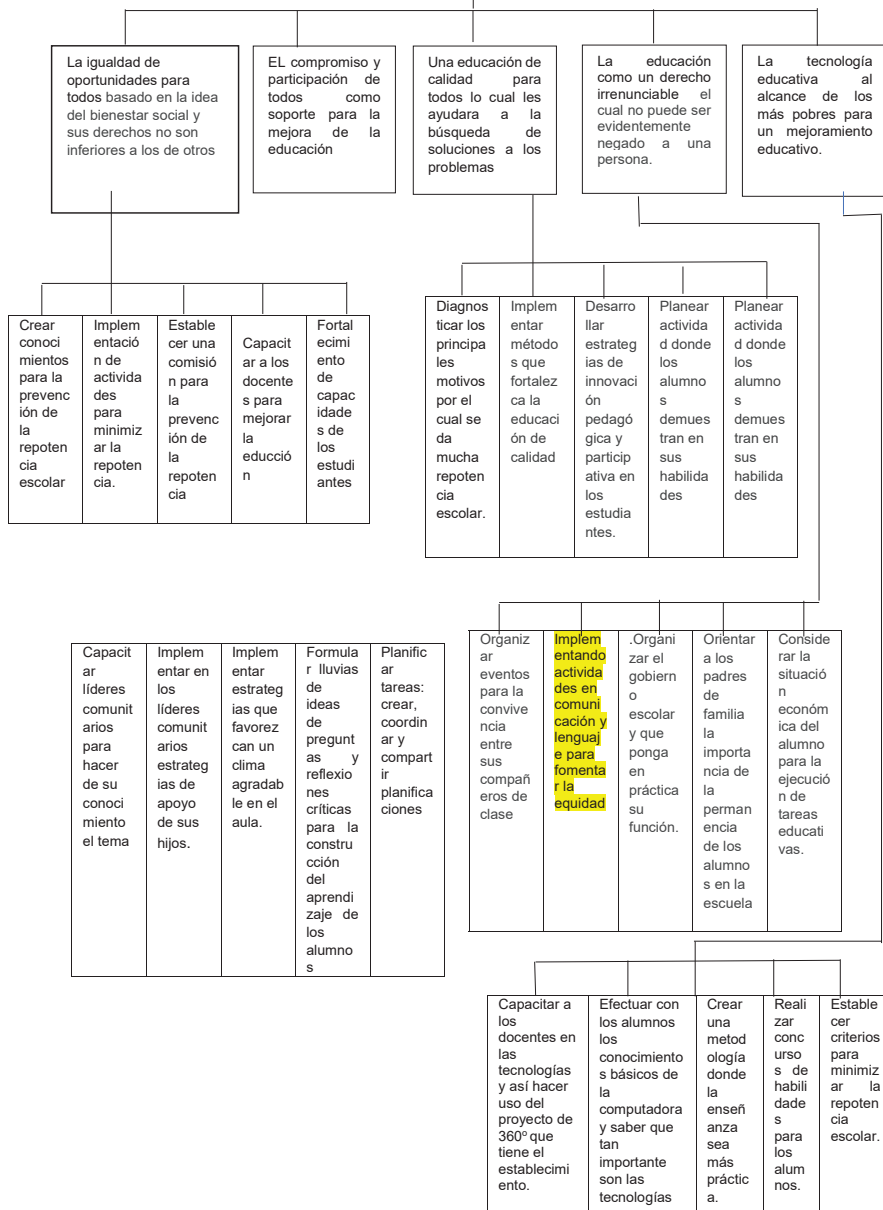 La igualdad de
oportunidades para
todos basado en la idea
del bienestar social y
sus derechos no son
inferiores a los de otros
EL compromiso y
participación de
todos como
soporte para la
mejora de la
educación
Una educación de
calidad para
todos lo cual les
ayudara a la
búsqueda de
soluciones a los
problemas
La educación
como un derecho
irrenunciable el
cual no puede ser
evidentemente
negado a una
persona.
La tecnología
educativa al
alcance de los
más pobres para
un mejoramiento
educativo.
Crear
conoci
mientos
para la
prevenc
ión de
la
repoten
cia
escolar
Implem
entació
n de
activida
des
para
minimiz
ar la
repoten
cia.
Estable
cer una
comisió
n para
la
prevenc
ión de
la
repoten
cia
Capacit
ar a los
docente
s para
mejorar
la
educció
n
Fortal
ecimi
ento
de
capac
idade
s de
los
estudi
antes
Diagnos
ticar los
principa
les
motivos
por el
cual se
da
mucha
repoten
cia
escolar.
Implem
entar
método
s que
fortalez
ca la
educaci
ón de
calidad
Desarro
llar
estrateg
ias de
innovaci
ón
pedagó
gica y
particip
ativa en
los
estudia
ntes.
Planear
activida
d donde
los
alumno
s
demues
tran en
sus
habilida
des
Planear
activida
d donde
los
alumno
s
demues
tran en
sus
habilida
des
Capacit
ar
líderes
comunit
arios
para
hacer
de su
conoci
miento
el tema
Implem
entar en
los
líderes
comunit
arios
estrateg
ias de
apoyo
de sus
hijos.
Implem
entar
estrateg
ias que
favorez
can un
clima
agradab
le en el
aula.
Formula
r lluvias
de
ideas
de
pregunt
as y
reflexio
nes
críticas
para la
constru
cción
del
aprendi
zaje de
los
alumno
s
Planific
ar
tareas:
crear,
coordin
ar y
compart
ir
planifica
ciones
Organiz
ar
eventos
para la
convive
ncia
entre
sus
compañ
eros de
clase
Implem
entando
activida
des en
comuni
cación y
lenguaj
e para
fomenta
r la
equidad
.Organi
zar el
gobiern
o
escolar
y que
ponga
en
práctica
su
función.
Orientar
a los
padres
de
familia
la
importa
ncia de
la
perman
encia
de los
alumno
s en la
escuela
Conside
rar la
situació
n
económ
ica del
alumno
para la
ejecució
n de
tareas
educati
vas.
Capacitar a
los
docentes en
las
tecnologías
y así hacer
uso del
proyecto de
360º que
tiene el
establecimi
ento.
Efectuar con
los alumnos
los
conocimiento
s básicos de
la
computadora
y saber que
tan
importante
son las
tecnologías
Crear
una
metod
ología
donde
la
enseñ
anza
sea
más
práctic
a.
Reali
zar
conc
urso
s de
habili
dade
s
para
los
alum
nos.
Estable
cer
criterios
para
minimiz
ar la
repoten
cia
escolar.